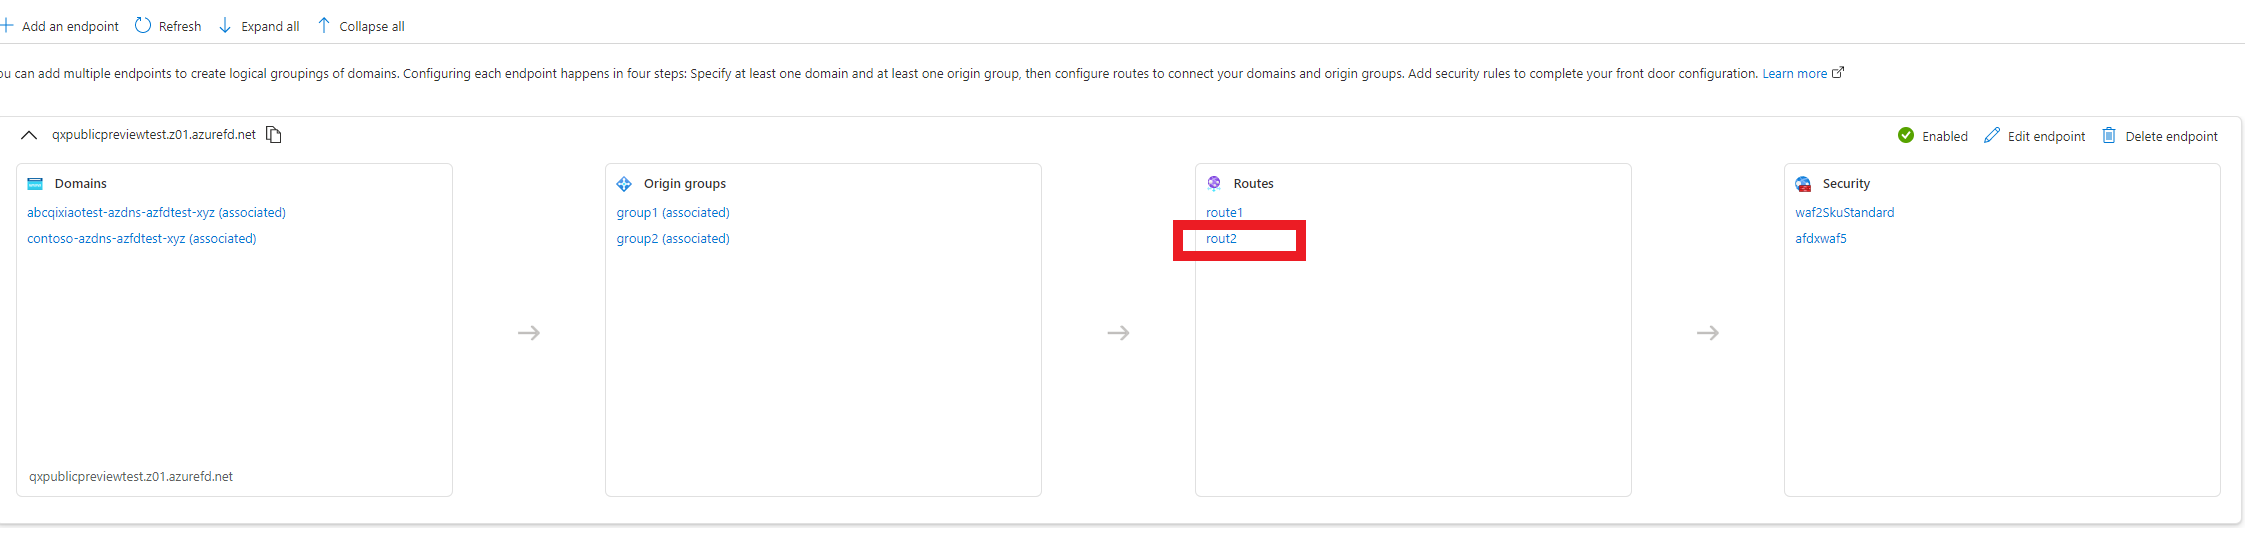 Add an endpoint Refresh Expand all Collapse all
ou can add multiple endpoints to create logical groupings of domains. Configuring each endpoint happens in four steps: Specify at least one domain and at least one origin group, then configure routes to connect your domains and origin groups. Add security rules to complete your front door configuration. Learn more
qxpublicpreviewtest.z01.azurefd.net Enabled Edit endpoint Delete endpoint
Domains
abcqixiaotest-azdns-azfdtest-xyz (associated)
contoso-azdns-azfdtest-xyz (associated)
qxpublicpreviewtest.z01.azurefd.net
Origin groups
group1 (associated)
group2 (associated)
Routes
route1
rout2
Security
waf2SkuStandard
afdxwaf5